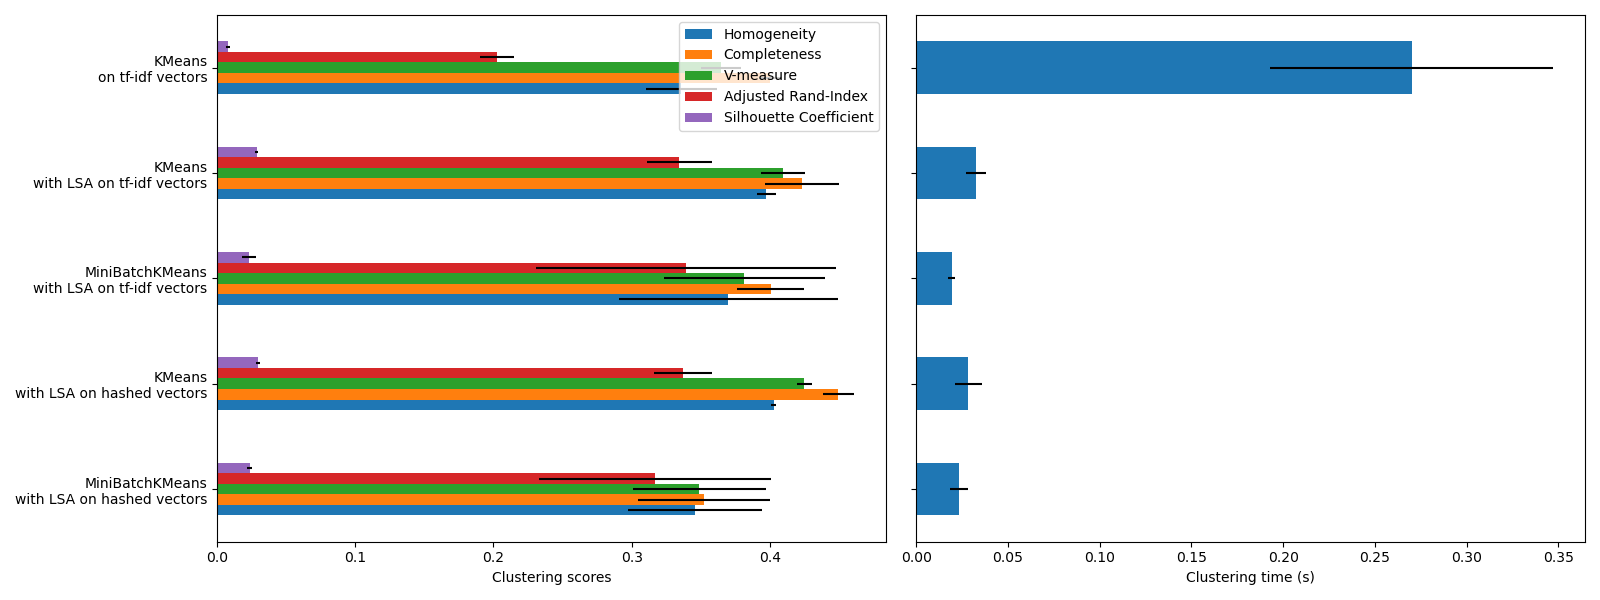 KMeans
on tf-idf vectors
KMeans
with LSA on tf-idf vectors
MiniBatchKMeans
with LSA on tf-idf vectors
KMeans
with LSA on hashed vectors
MiniBatchKMeans
with LSA on hashed vectors
Homogeneity
Completeness
V-measure
Adjusted Rand-Index
Silhouette Coefficient
0.0 0.1 0.2 0.3 0.4
Clustering scores
0.00 0.05 0.10 0.15 0.20 0.25 0.30 0.35
Clustering time (s)